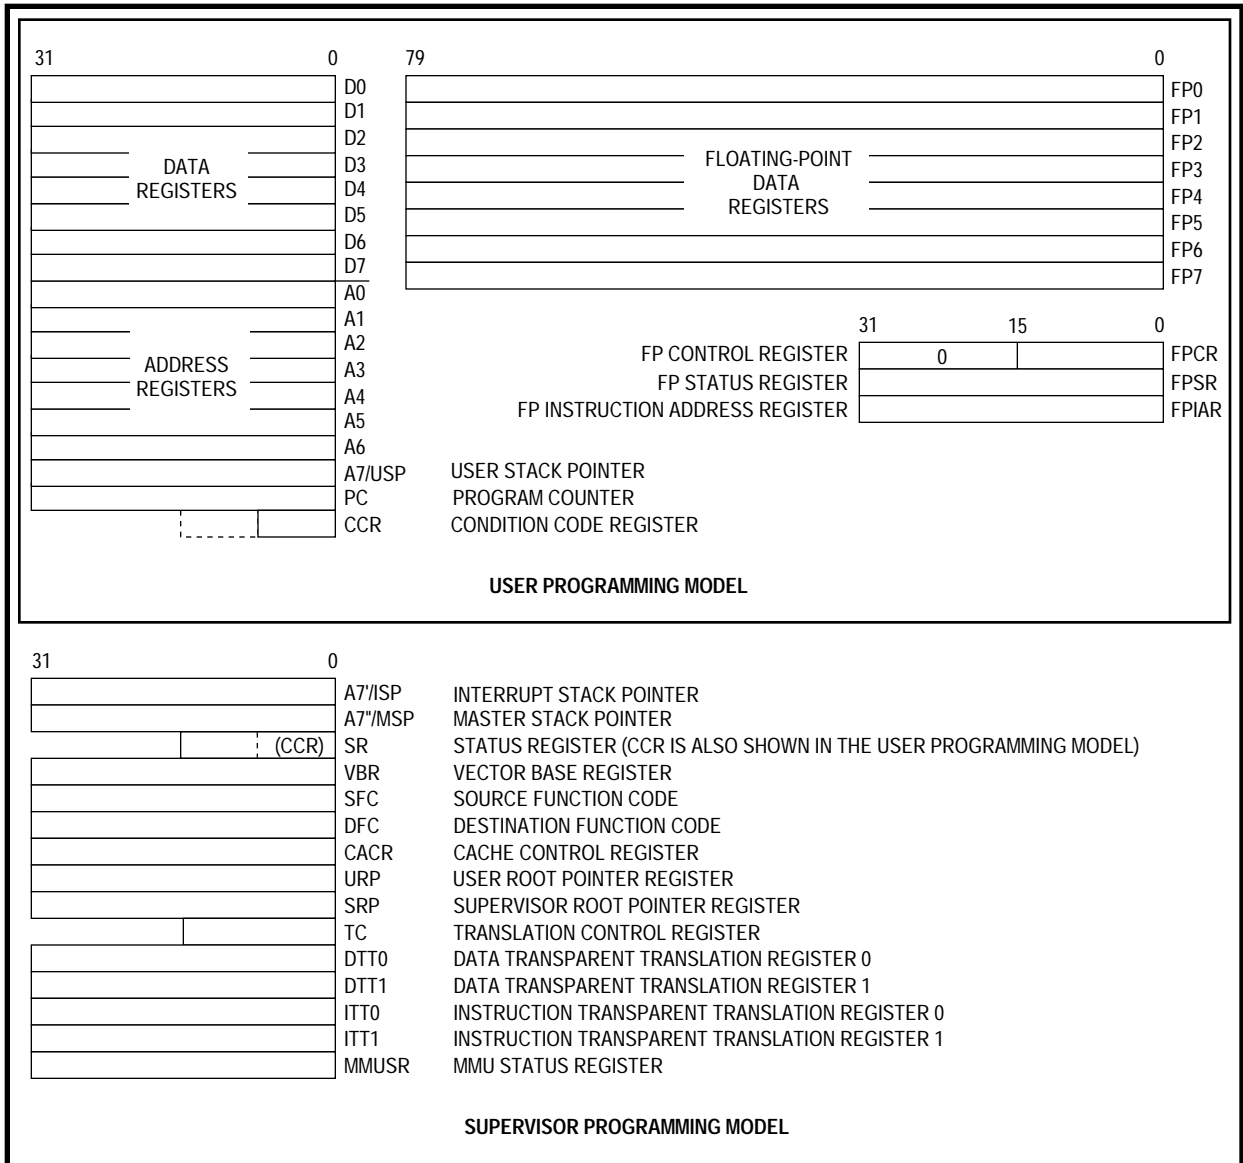 31 0 79 0
D0 FP0
D1 FP1
D2 FP2
DATA D3 FLOATING-POINT FP3
REGISTERS D4 DATA FP4
D5 REGISTERS FP5
D6 FP6
D7 FP7
A0
A1 31 15 0
A2 FP CONTROL REGISTER 0 FPCR
ADDRESS A3 FP STATUS REGISTER FPSR
REGISTERS A4 FP INSTRUCTION ADDRESS REGISTER FPIAR
A5
A6
A7/USP USER STACK POINTER
PC PROGRAM COUNTER
CCR CONDITION CODE REGISTER
USER PROGRAMMING MODEL
31 0
A7'/ISP INTERRUPT STACK POINTER
A7"/MSP MASTER STACK POINTER
(CCR) SR STATUS REGISTER (CCR IS ALSO SHOWN IN THE USER PROGRAMMING MODEL)
VBR VECTOR BASE REGISTER
SFC SOURCE FUNCTION CODE
DFC DESTINATION FUNCTION CODE
CACR CACHE CONTROL REGISTER
URP USER ROOT POINTER REGISTER
SRP SUPERVISOR ROOT POINTER REGISTER
TC TRANSLATION CONTROL REGISTER
DTT0 DATA TRANSPARENT TRANSLATION REGISTER 0
DTT1 DATA TRANSPARENT TRANSLATION REGISTER 1
ITT0 INSTRUCTION TRANSPARENT TRANSLATION REGISTER 0
ITT1 INSTRUCTION TRANSPARENT TRANSLATION REGISTER 1
MMUSR MMU STATUS REGISTER
SUPERVISOR PROGRAMMING MODEL